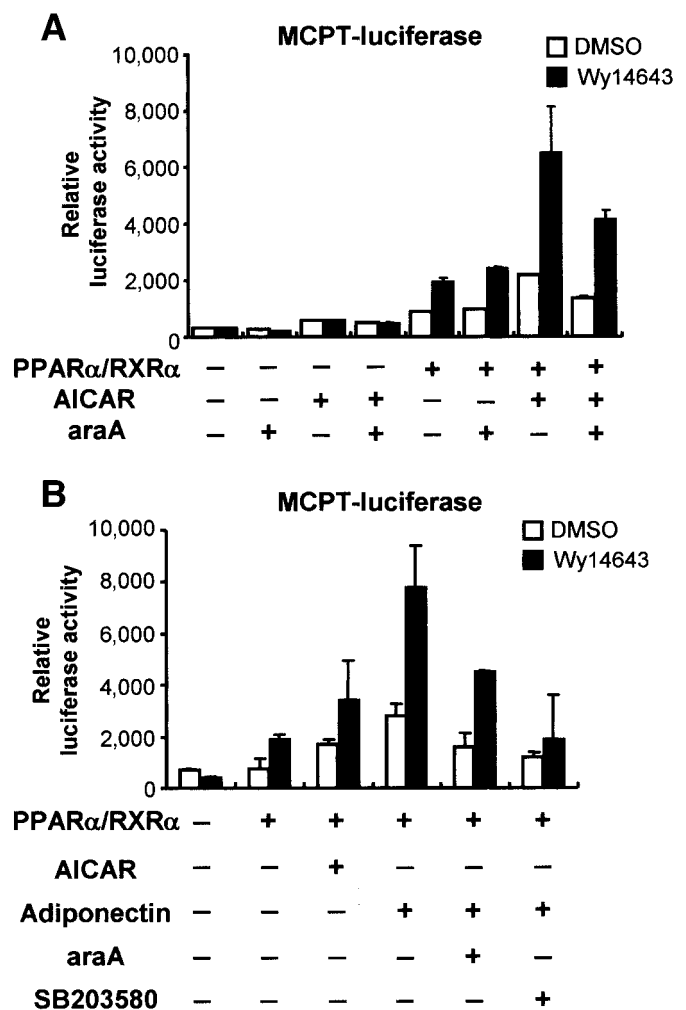 A
MCPT-luciferase
DMSO
Wy14643
Relative
luciferase activity
10,000
8,000
6,000
4,000
2,000
0
PPARα/RXRα − − − − + + + +
AICAR − − + + − − + +
araA − + − + − + − +
B
MCPT-luciferase
DMSO
Wy14643
Relative
luciferase activity
10,000
8,000
6,000
4,000
2,000
0
PPARα/RXRα − + + + + +
AICAR − − + − − −
Adiponectin − − − + + +
araA − − − − + −
SB203580 − − − − − +